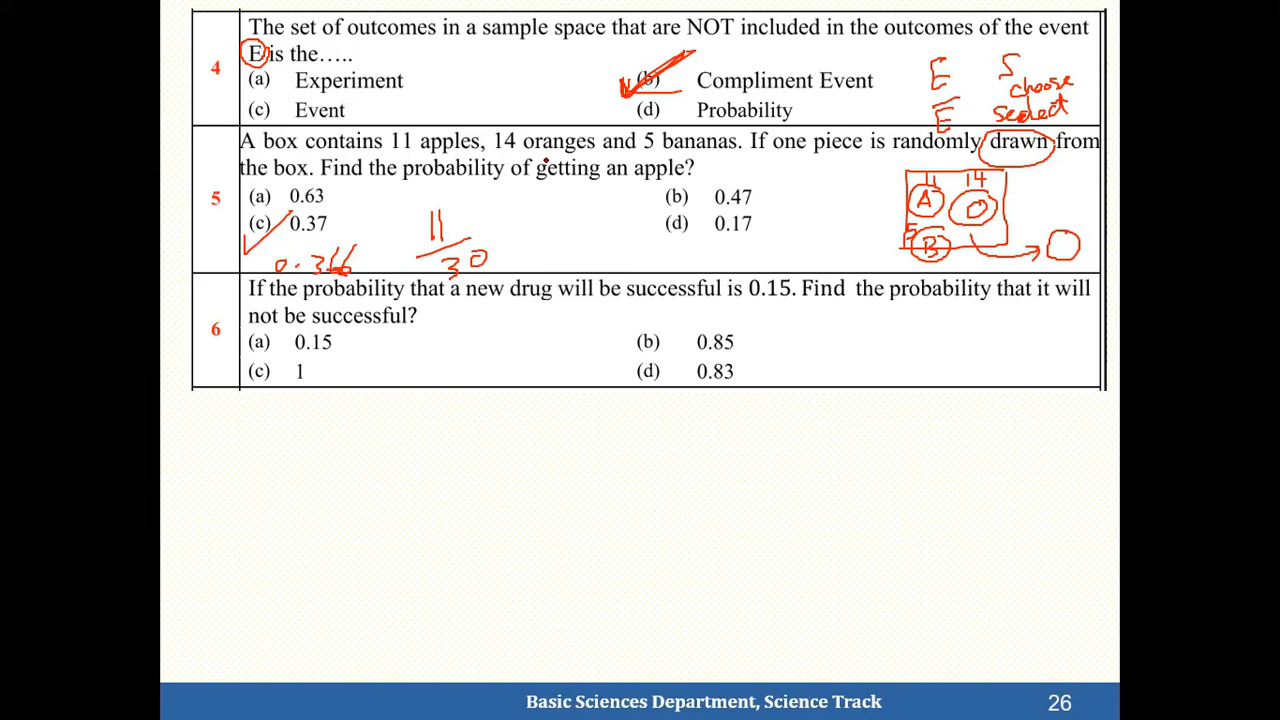 The set of outcomes in a sample space that are NOT included in the outcomes of the event
4 E is the…..
(a) Experiment (b) Compliment Event
(c) Event (d) Probability
E S
choose
E̅ select
A box contains 11 apples, 14 oranges and 5 bananas. If one piece is randomly drawn from
the box. Find the probability of getting an apple?
5 (a) 0.63 (b) 0.47
(c) 0.37 (d) 0.17
11 14
A O
5 B
11
30
0.366
If the probability that a new drug will be successful is 0.15. Find the probability that it will
6 not be successful?
(a) 0.15 (b) 0.85
(c) 1 (d) 0.83
Basic Sciences Department, Science Track 26